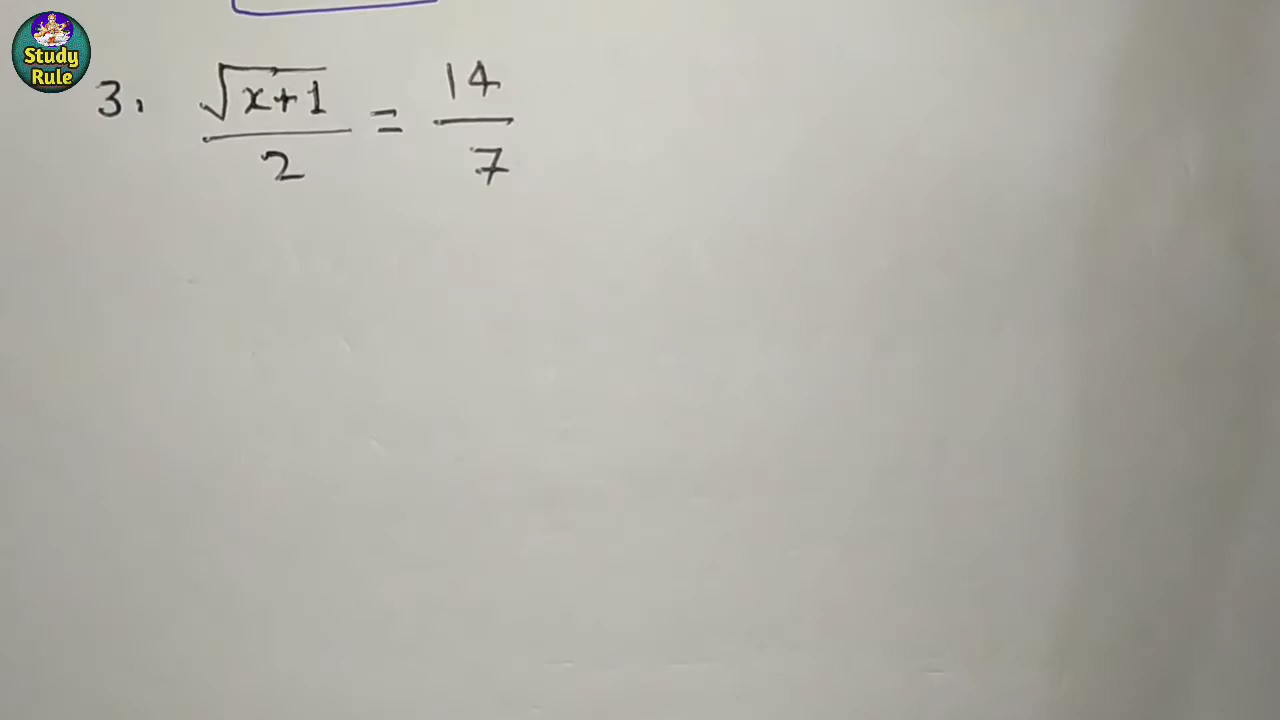 Study
Rule
3. √x+1 / 2 = 14 / 7